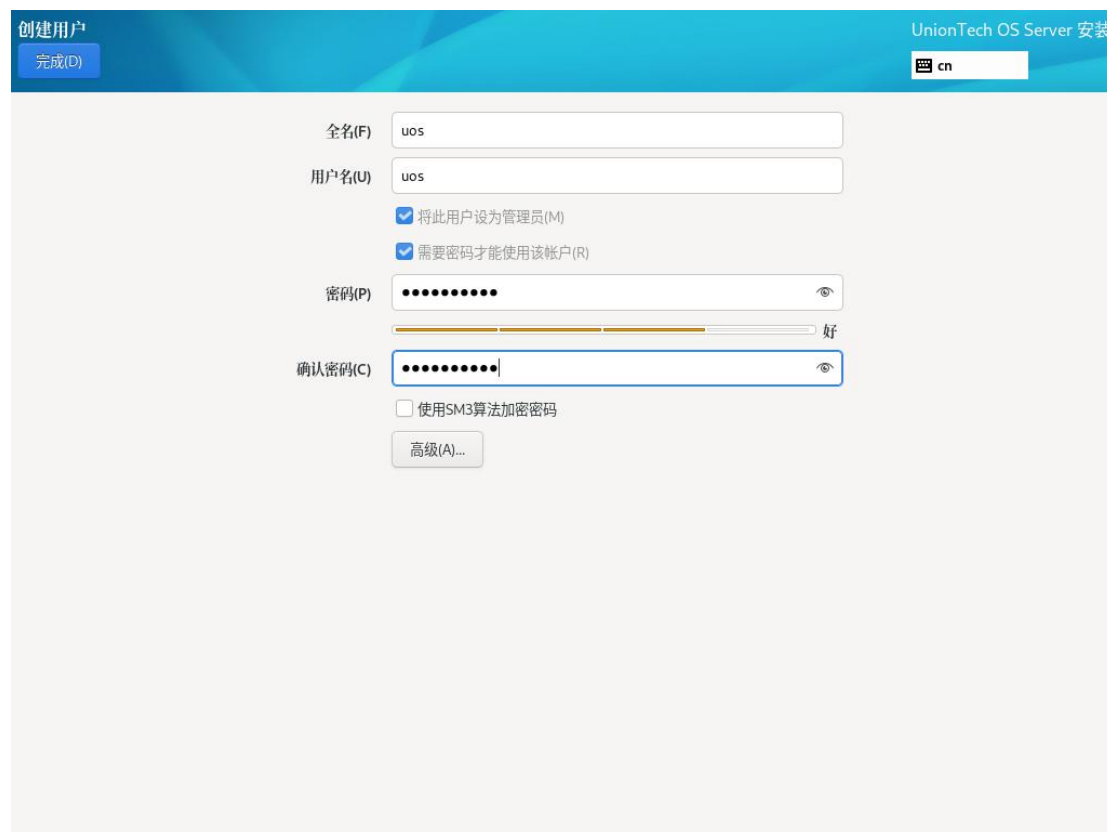 创建用户
UnionTech OS Server 安装
完成(D)
cn
全名(F) uos
用户名(U) uos
将此用户设为管理员(M)
需要密码才能使用该帐户(R)
密码(P) ●●●●●●●●●●
好
确认密码(C) ●●●●●●●●●●
使用SM3算法加密密码
高级(A)...